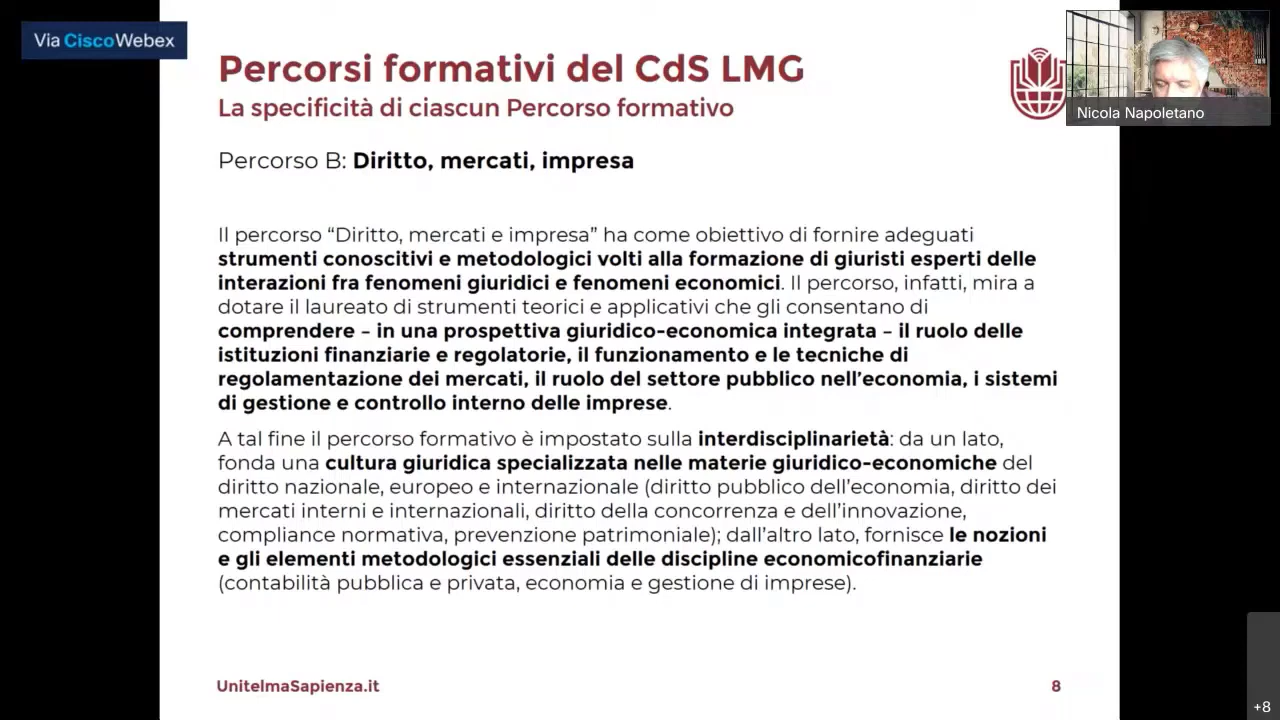 Via Cisco Webex
Percorsi formativi del CdS LMG
La specificità di ciascun Percorso formativo
Nicola Napoletano
Percorso B: Diritto, mercati, impresa
Il percorso “Diritto, mercati e impresa” ha come obiettivo di fornire adeguati
strumenti conoscitivi e metodologici volti alla formazione di giuristi esperti delle
interazioni fra fenomeni giuridici e fenomeni economici. Il percorso, infatti, mira a
dotare il laureato di strumenti teorici e applicativi che gli consentano di
comprendere – in una prospettiva giuridico-economica integrata – il ruolo delle
istituzioni finanziarie e regolatorie, il funzionamento e le tecniche di
regolamentazione dei mercati, il ruolo del settore pubblico nell’economia, i sistemi
di gestione e controllo interno delle imprese.
A tal fine il percorso formativo è impostato sulla interdisciplinarietà: da un lato,
fonda una cultura giuridica specializzata nelle materie giuridico-economiche del
diritto nazionale, europeo e internazionale (diritto pubblico dell’economia, diritto dei
mercati interni e internazionali, diritto della concorrenza e dell’innovazione,
compliance normativa, prevenzione patrimoniale); dall’altro lato, fornisce le nozioni
e gli elementi metodologici essenziali delle discipline economicofinanziarie
(contabilità pubblica e privata, economia e gestione di imprese).
UnitelmaSapienza.it
8
+8